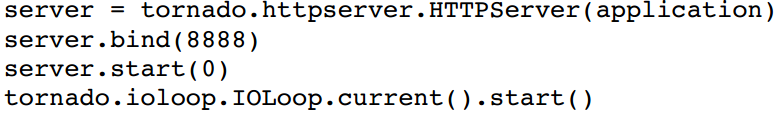 server = tornado.httpserver.HTTPServer(application)
server.bind(8888)
server.start(0)
tornado.ioloop.IOLoop.current().start()